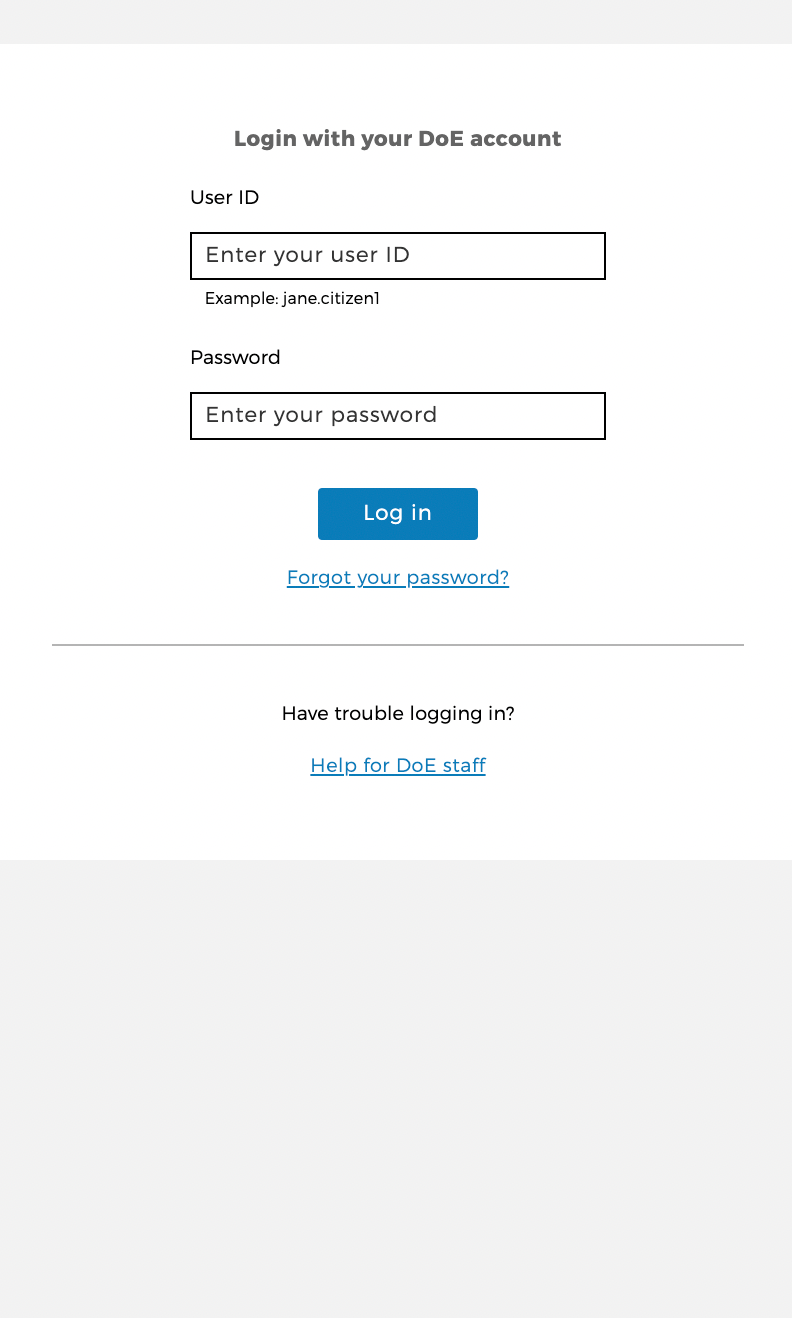 Login with your DoE account
User ID
Enter your user ID
Example: jane.citizen1
Password
Enter your password
Log in
Forgot your password?
Have trouble logging in?
Help for DoE staff